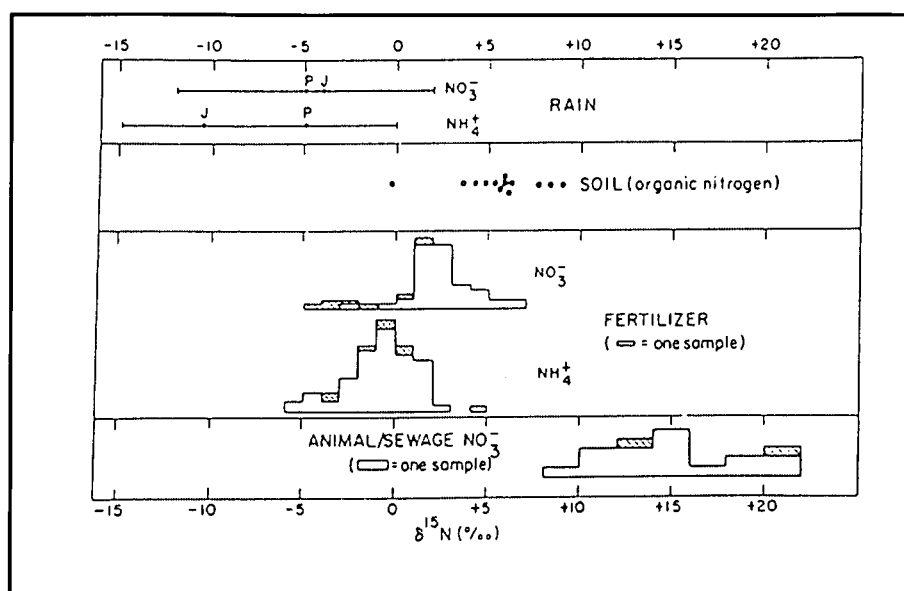 -15 -10 -5 0 +5 +10 +15 +20
P J NO₃⁻
RAIN
J P NH₄⁺
SOIL (organic nitrogen)
NO₃⁻
FERTILIZER
( = one sample)
NH₄⁺
ANIMAL/SEWAGE NO₃⁻
( = one sample)
-15 -10 -5 0 +5 +10 +15 +20
δ¹⁵N (‰)